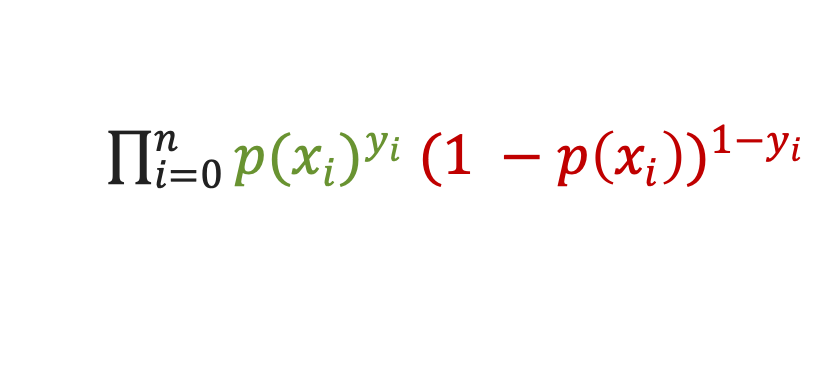 ∏ⁿᵢ₌₀ p(xᵢ)^{yᵢ} (1 − p(xᵢ))^{1−yᵢ}